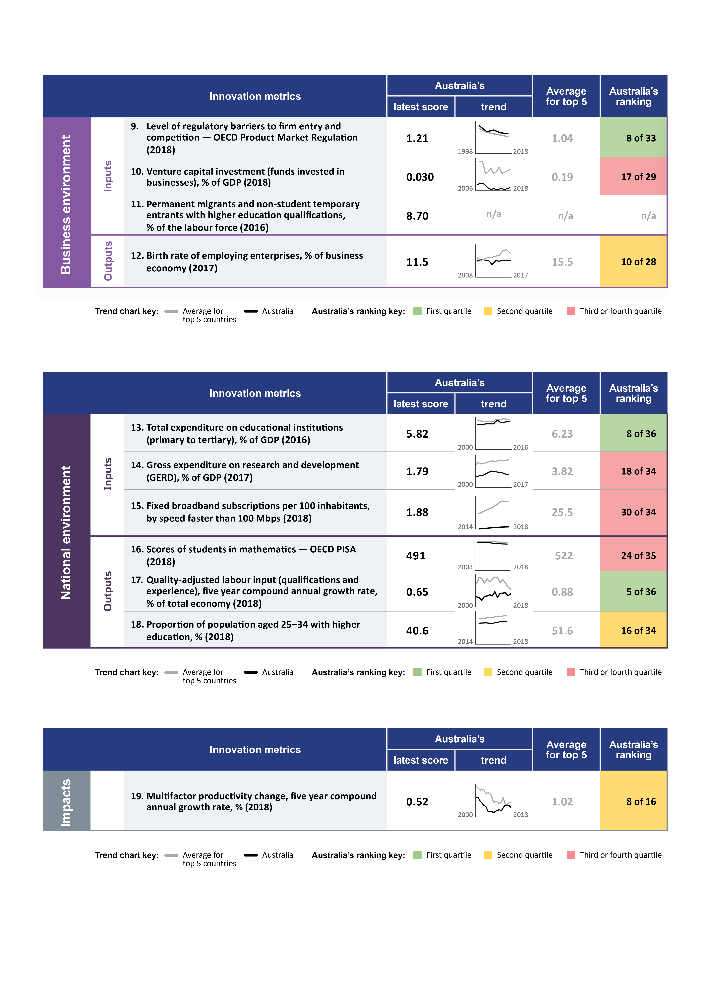 Innovation metrics
Australia's
latest score
trend
Average
for top 5
Australia's
ranking
Business environment
Inputs
9. Level of regulatory barriers to firm entry and
competition — OECD Product Market Regulation
(2018)
1.21
1998 2018
1.04
8 of 33
10. Venture capital investment (funds invested in
businesses), % of GDP (2018)
0.030
2006 2018
0.19
17 of 29
11. Permanent migrants and non-student temporary
entrants with higher education qualifications,
% of the labour force (2016)
8.70
n/a
n/a
n/a
Outputs
12. Birth rate of employing enterprises, % of business
economy (2017)
11.5
2008 2017
15.5
10 of 28
Trend chart key: Average for
top 5 countries
Australia
Australia's ranking key: First quartile Second quartile Third or fourth quartile
Innovation metrics
Australia's
latest score
trend
Average
for top 5
Australia's
ranking
National environment
Inputs
13. Total expenditure on educational institutions
(primary to tertiary), % of GDP (2016)
5.82
2000 2016
6.23
8 of 36
14. Gross expenditure on research and development
(GERD), % of GDP (2017)
1.79
2000 2017
3.82
18 of 34
15. Fixed broadband subscriptions per 100 inhabitants,
by speed faster than 100 Mbps (2018)
1.88
2014 2018
25.5
30 of 34
Outputs
16. Scores of students in mathematics — OECD PISA
(2018)
491
2003 2018
522
24 of 35
17. Quality-adjusted labour input (qualifications and
experience), five year compound annual growth rate,
% of total economy (2018)
0.65
2000 2018
0.88
5 of 36
18. Proportion of population aged 25–34 with higher
education, % (2018)
40.6
2014 2018
51.6
16 of 34
Trend chart key: Average for
top 5 countries
Australia
Australia's ranking key: First quartile Second quartile Third or fourth quartile
Innovation metrics
Australia's
latest score
trend
Average
for top 5
Australia's
ranking
Impacts
19. Multifactor productivity change, five year compound
annual growth rate, % (2018)
0.52
2000 2018
1.02
8 of 16
Trend chart key: Average for
top 5 countries
Australia
Australia's ranking key: First quartile Second quartile Third or fourth quartile